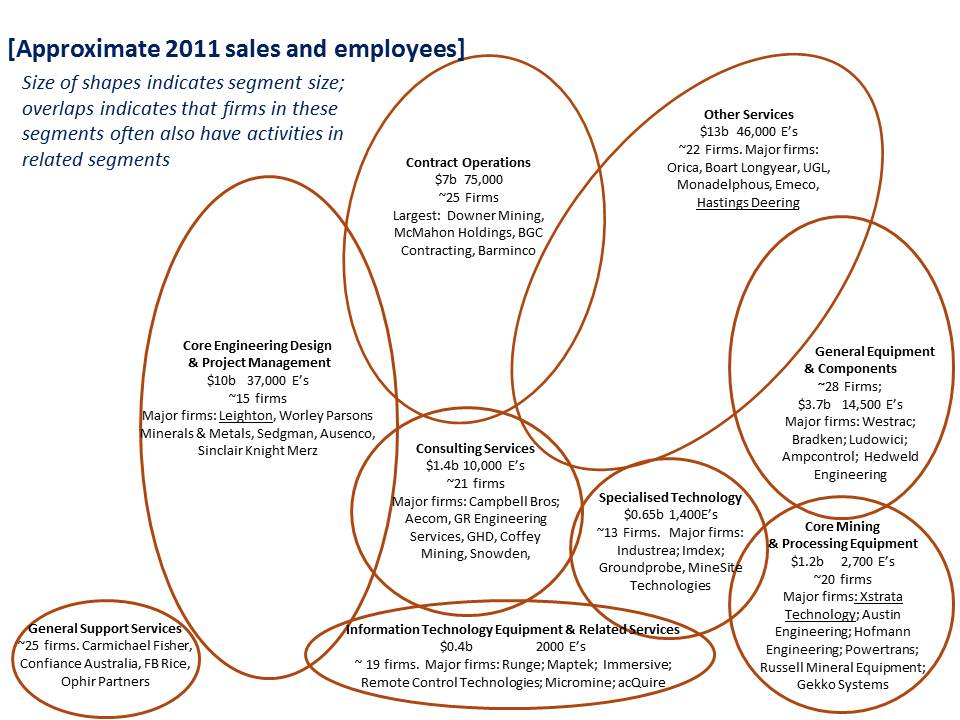 [Approximate 2011 sales and employees]
Size of shapes indicates segment size;
overlaps indicates that firms in these
segments often also have activities in
related segments
Other Services
$13b 46,000 E's
~22 Firms. Major firms:
Orica, Boart Longyear, UGL,
Monadelphous, Emeco,
Hastings Deering
Contract Operations
$7b 75,000
~25 Firms
Largest: Downer Mining,
McMahon Holdings, BGC
Contracting, Barminco
Core Engineering Design
& Project Management
$10b 37,000 E's
~15 firms
Major firms: Leighton, Worley Parsons
Minerals & Metals, Sedgman, Ausenco,
Sinclair Knight Merz
General Equipment
& Components
~28 Firms;
$3.7b 14,500 E's
Major firms: Westrac;
Bradken; Ludowici;
Ampcontrol; Hedweld
Engineering
Consulting Services
$1.4b 10,000 E's
~21 firms
Major firms: Campbell Bros;
Aecom, GR Engineering
Services, GHD, Coffey
Mining, Snowden,
Specialised Technology
$0.65b 1,400E's
~13 Firms. Major firms:
Industrea; Imdex;
Groundprobe, MineSite
Technologies
Core Mining
& Processing Equipment
$1.2b 2,700 E's
~20 firms
Major firms: Xstrata
Technology; Austin
Engineering; Hofmann
Engineering; Powertrans;
Russell Mineral Equipment;
Gekko Systems
General Support Services
~25 firms. Carmichael Fisher,
Confiance Australia, FB Rice,
Ophir Partners
Information Technology Equipment & Related Services
$0.4b 2000 E's
~ 19 firms. Major firms: Runge; Maptek; Immersive;
Remote Control Technologies; Micromine; acQuire